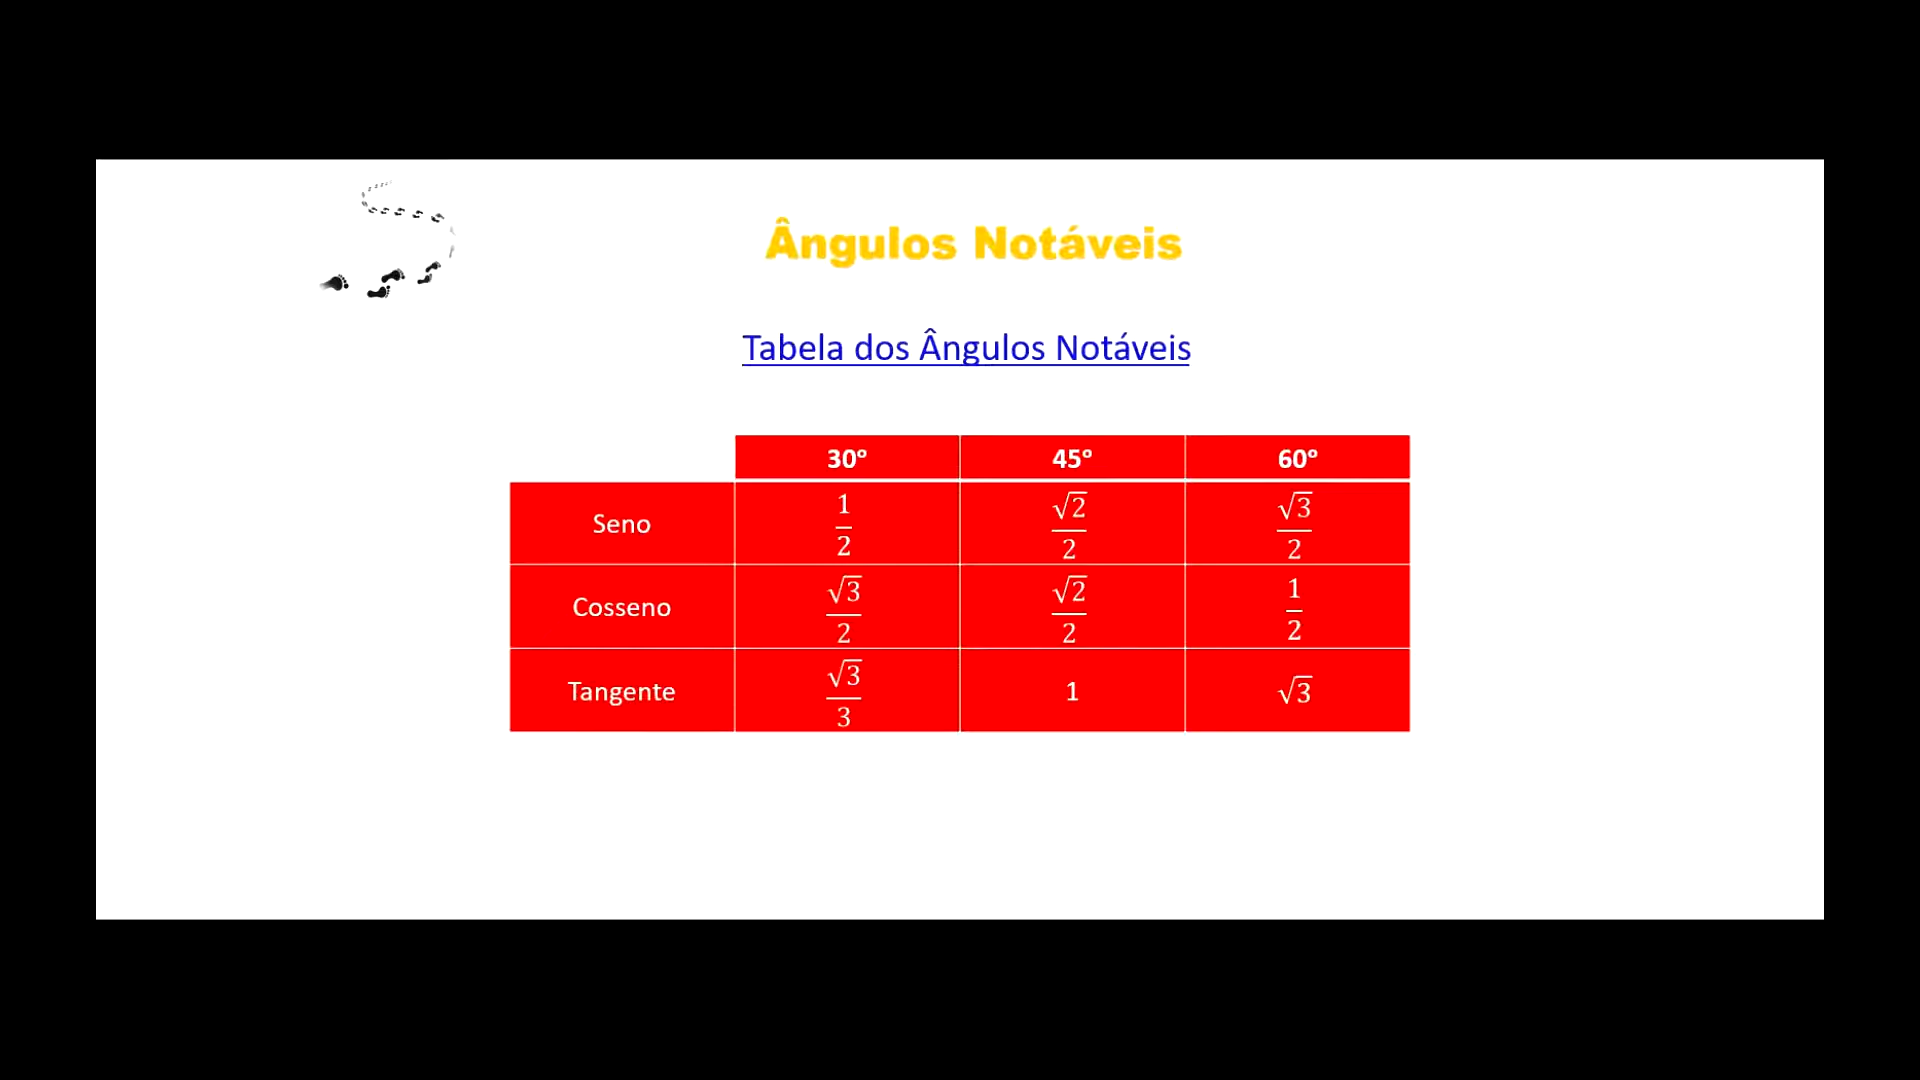 Ângulos Notáveis
Tabela dos Ângulos Notáveis
30º 45º 60º
Seno 1/2 √2/2 √3/2
Cosseno √3/2 √2/2 1/2
Tangente √3/3 1 √3